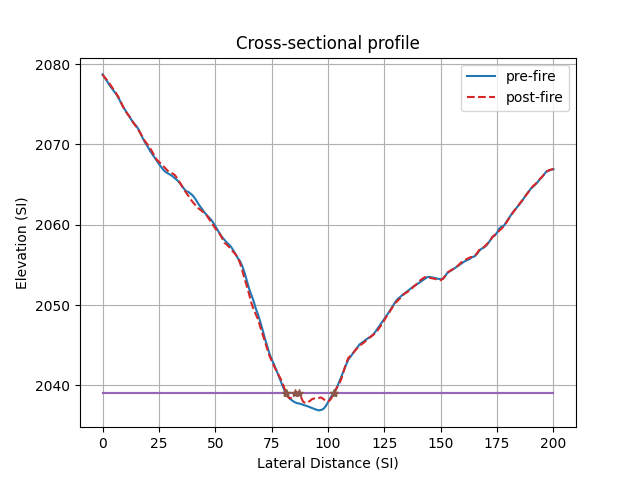 Cross-sectional profile
2080
2070
2060
2050
2040
Elevation (SI)
pre-fire
post-fire
0 25 50 75 100 125 150 175 200
Lateral Distance (SI)